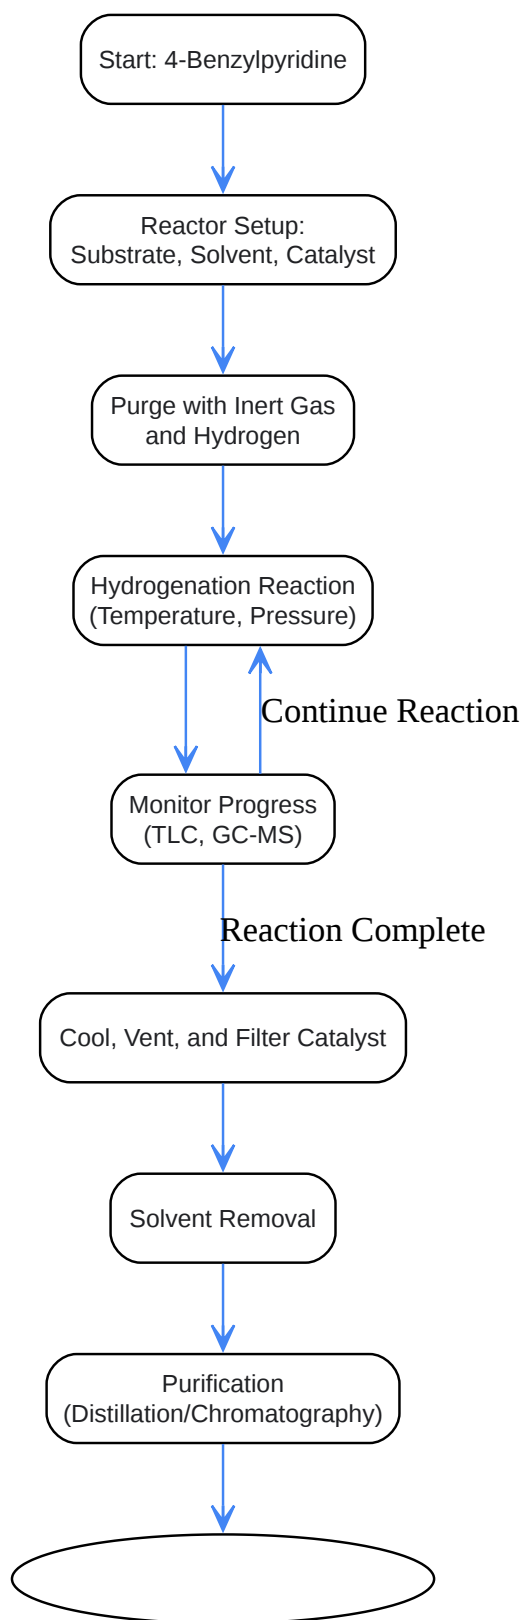 Start: 4-Benzylpyridine
Reactor Setup:
Substrate, Solvent, Catalyst
Purge with Inert Gas
and Hydrogen
Hydrogenation Reaction
(Temperature, Pressure)
Continue Reaction
Monitor Progress
(TLC, GC-MS)
Reaction Complete
Cool, Vent, and Filter Catalyst
Solvent Removal
Purification
(Distillation/Chromatography)